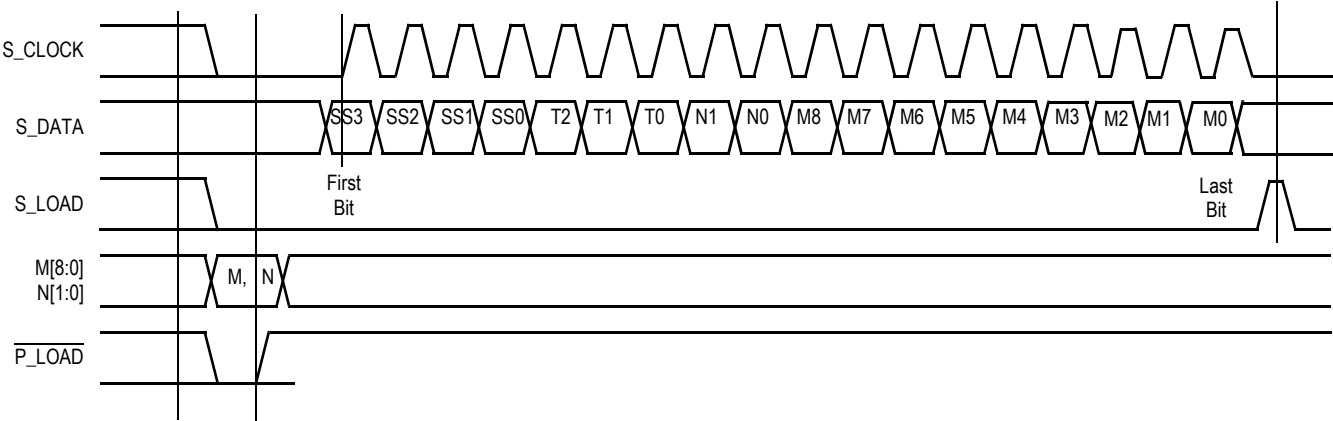 S_CLOCK
S_DATA
SS3 SS2 SS1 SS0 T2 T1 T0 N1 N0 M8 M7 M6 M5 M4 M3 M2 M1 M0
First
Bit
Last
Bit
S_LOAD
M[8:0]
N[1:0]
M, N
P_LOAD